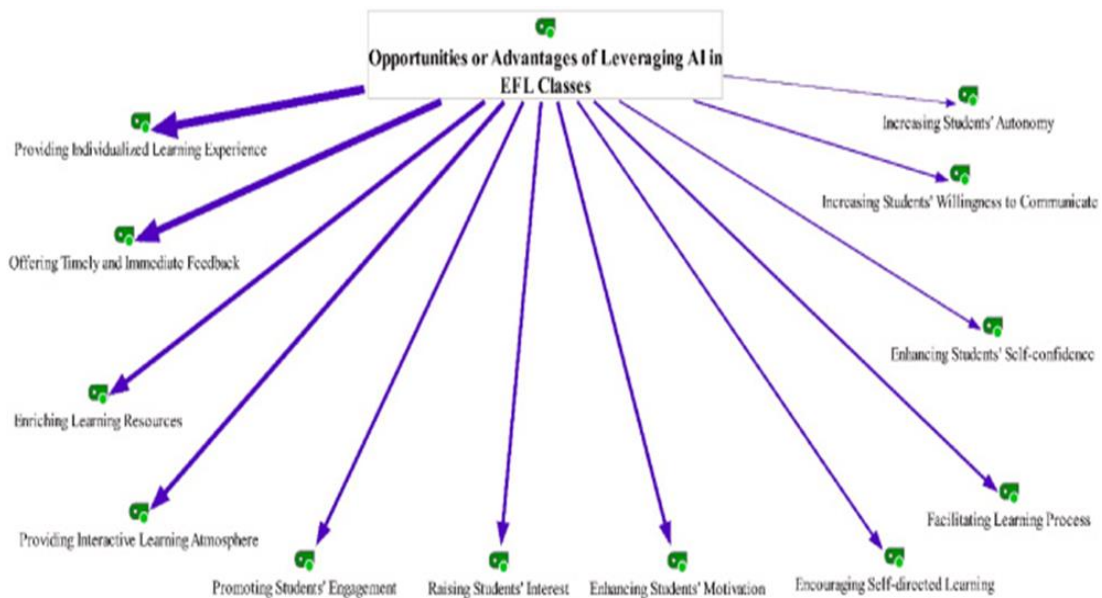 Opportunities or Advantages of Leveraging AI in
EFL Classes
Increasing Students' Autonomy
Providing Individualized Learning Experience
Increasing Students' Willingness to Communicate
Offering Timely and Immediate Feedback
Enhancing Students' Self-confidence
Enriching Learning Resources
Facilitating Learning Process
Providing Interactive Learning Atmosphere
Promoting Students' Engagement
Raising Students' Interest
Enhancing Students' Motivation
Encouraging Self-directed Learning